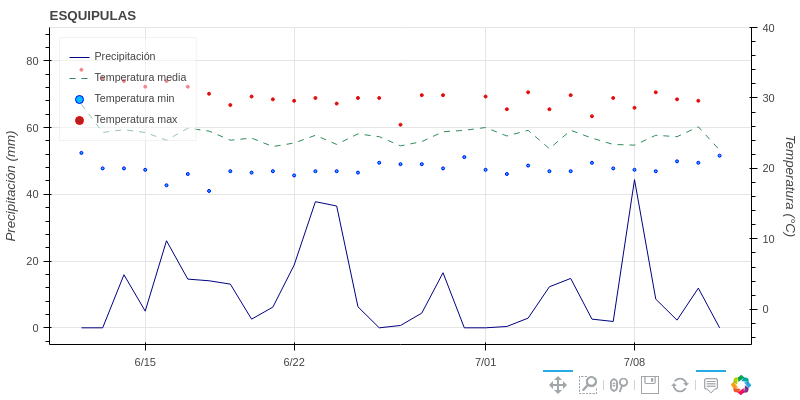 ESQUIPULAS
Precipitación
Temperatura media
Temperatura min
Temperatura max
Precipitación (mm)
80
60
40
20
0
Temperatura (°C)
40
30
20
10
0
6/15
6/22
7/01
7/08